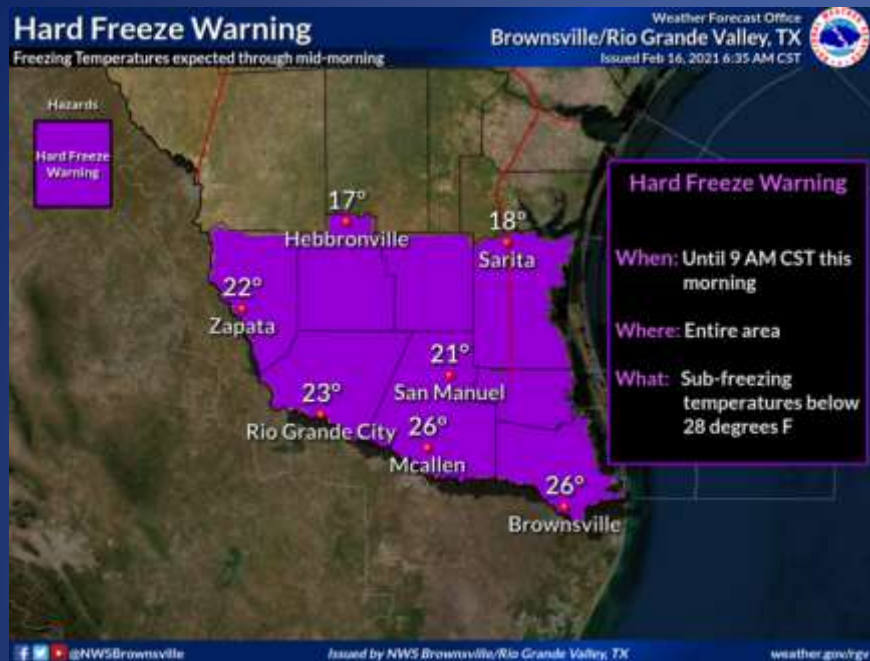 Hard Freeze Warning
Freezing Temperatures expected through mid-morning
Weather Forecast Office
Brownsville/Rio Grande Valley, TX
Issued Feb 16, 2021 6:35 AM CST
Hazards
Hard Freeze
Warning
17°
Hebbronville
18°
Sarita
22°
Zapata
21°
San Manuel
23°
Rio Grande City
26°
Mcallen
26°
Brownsville
Hard Freeze Warning
When: Until 9 AM CST this
morning
Where: Entire area
What: Sub-freezing
temperatures below
28 degrees F
@NWSBrownsville
Issued by NWS Brownsville/Rio Grande Valley, TX
weather.gov/rgv